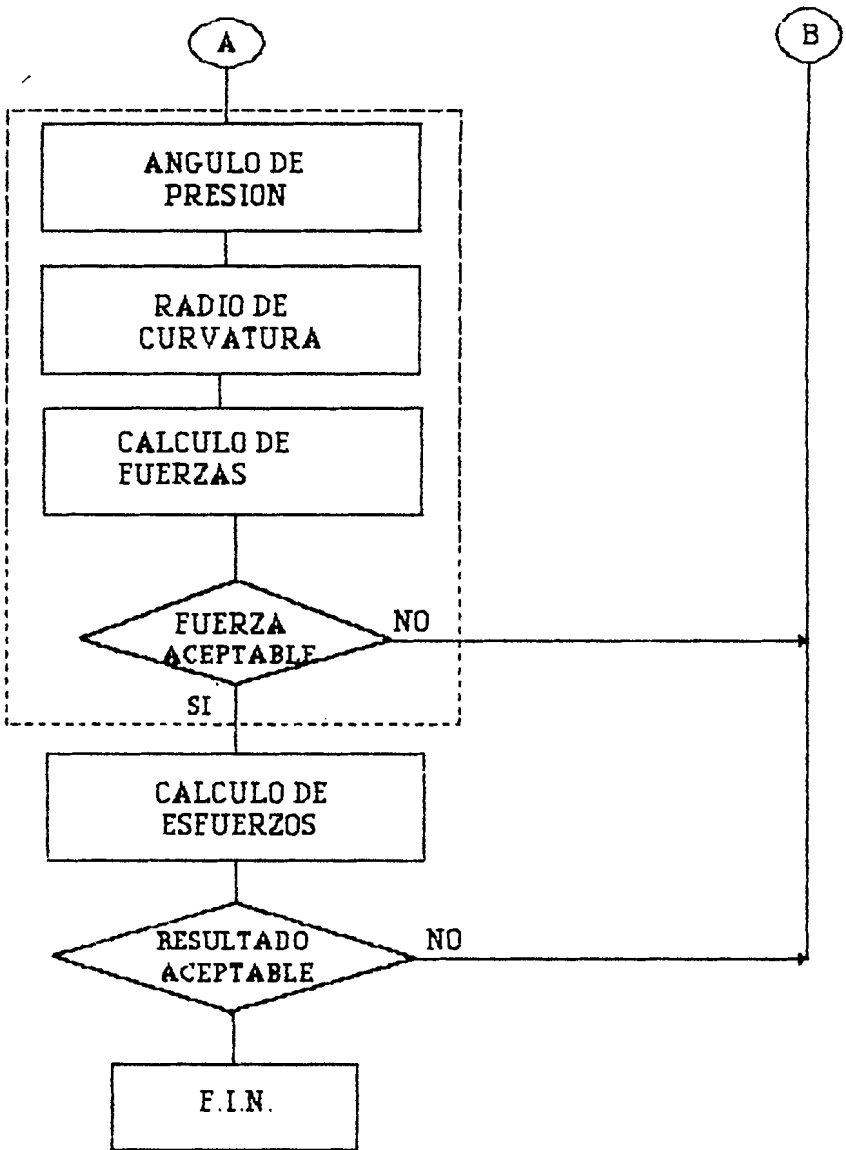 A
B
ANGULO DE
PRESION
RADIO DE
CURVATURA
CALCULO DE
FUERZAS
FUERZA
ACEPTABLE
NO
SI
CALCULO DE
ESFUERZOS
RESULTADO
ACEPTABLE
NO
F.I.N.